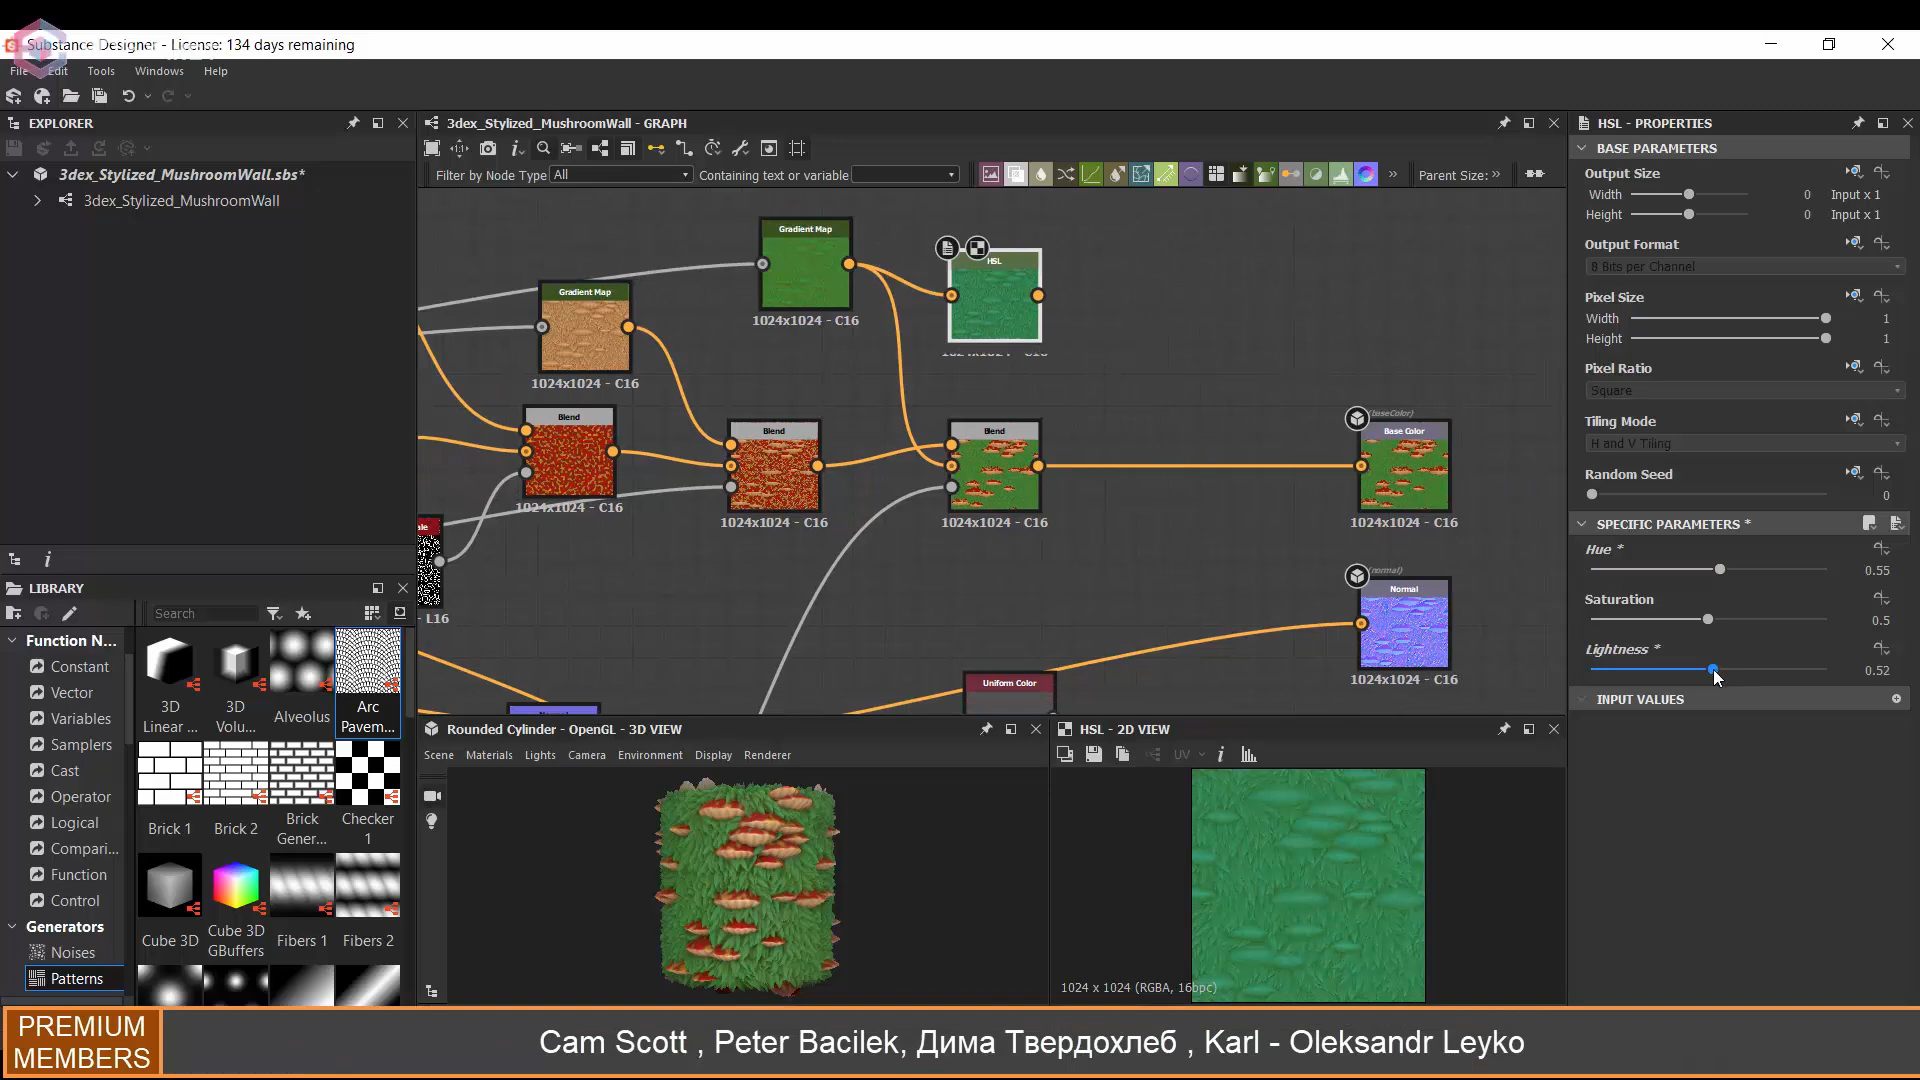 Substance Designer - License: 134 days remaining
File Edit Tools Windows Help
EXPLORER
3dex_Stylized_MushroomWall.sbs*
3dex_Stylized_MushroomWall
3dex_Stylized_MushroomWall - GRAPH
Filter by Node Type All Containing text or variable Parent Size:
Gradient Map
1024x1024 - C16
HSL
1024x1024 - C16
Gradient Map
1024x1024 - C16
Blend
1024x1024 - C16
Blend
1024x1024 - C16
Blend
1024x1024 - C16
(baseColor)
Base Color
1024x1024 - C16
(normal)
Normal
1024x1024 - C16
- L16
Uniform Color
HSL - PROPERTIES
BASE PARAMETERS
Output Size
Width 0 Input x 1
Height 0 Input x 1
Output Format
8 Bits per Channel
Pixel Size
Width 1
Height 1
Pixel Ratio
Square
Tiling Mode
H and V Tiling
Random Seed
0
SPECIFIC PARAMETERS *
Hue *
0.55
Saturation
0.5
Lightness *
0.52
INPUT VALUES
LIBRARY
Search
Function N...
Constant
Vector
Variables
Samplers
Cast
Operator
Logical
Compari...
Function
Control
Generators
Noises
Patterns
3D Linear ...
3D Volu...
Alveolus
Arc Pavem...
Brick 1
Brick 2
Brick Gener...
Checker 1
Cube 3D
Cube 3D GBuffers
Fibers 1
Fibers 2
Rounded Cylinder - OpenGL - 3D VIEW
Scene Materials Lights Camera Environment Display Renderer
HSL - 2D VIEW
UV
1024 x 1024 (RGBA, 16bpc)
PREMIUM
MEMBERS
Cam Scott , Peter Bacilek, Дима Твердохлеб , Karl - Oleksandr Leyko